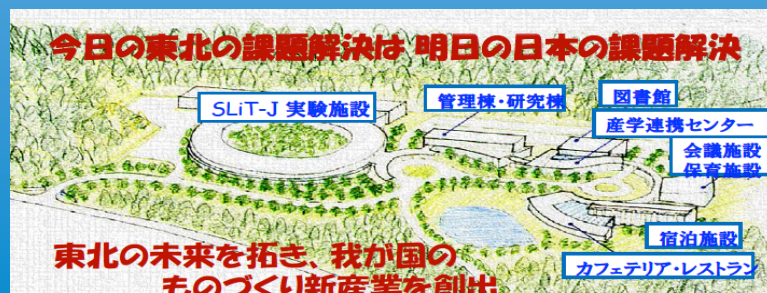 今日の東北の課題解決は 明日の日本の課題解決
SLiT-J 実験施設
管理棟・研究棟
図書館
産学連携センター
会議施設
保育施設
宿泊施設
カフェテリア・レストラン
東北の未来を拓き、我が国の
ものづくり新産業を創出